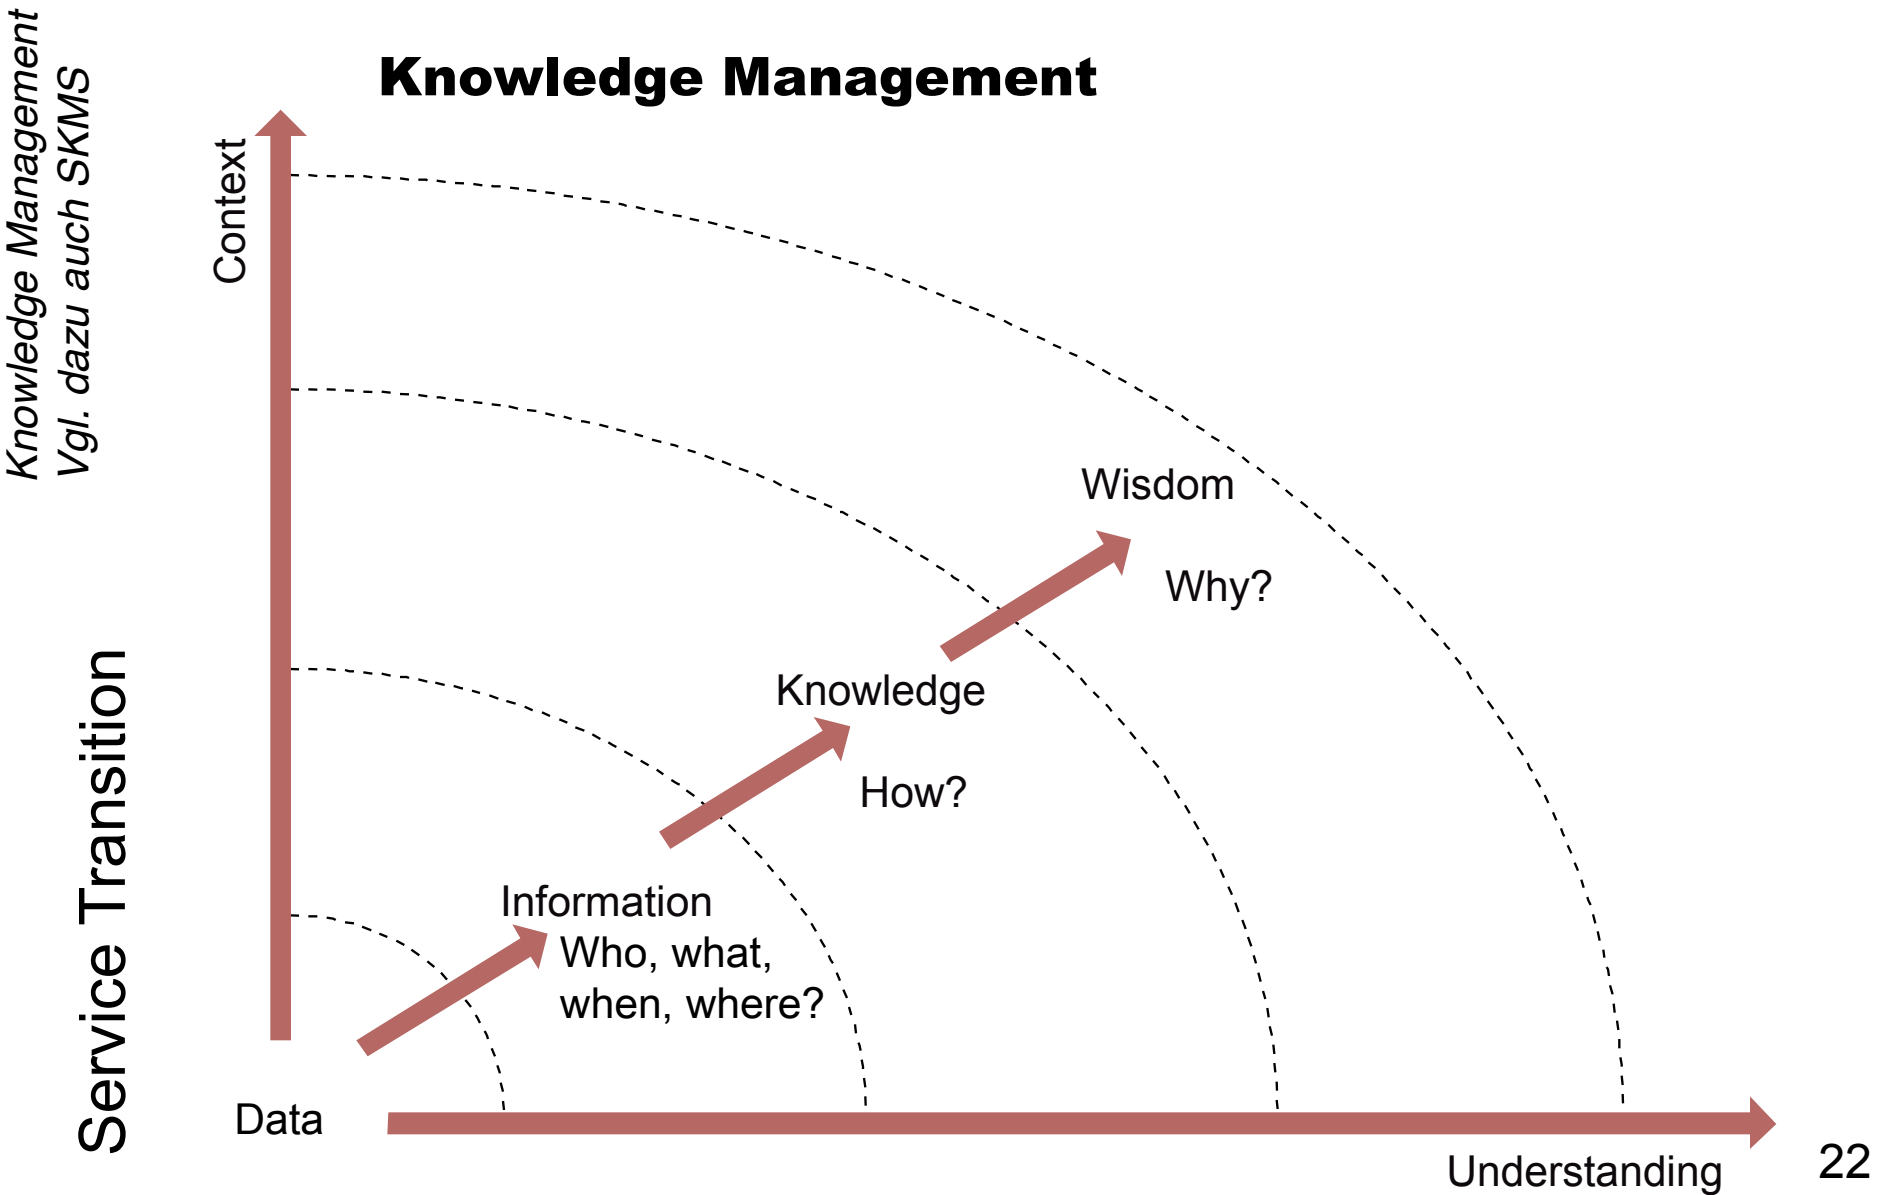 Knowledge Management
Vgl. dazu auch SKMS
Service Transition
Knowledge Management
Context
Wisdom
Why?
Knowledge
How?
Information
Who, what,
when, where?
Data
Understanding
22